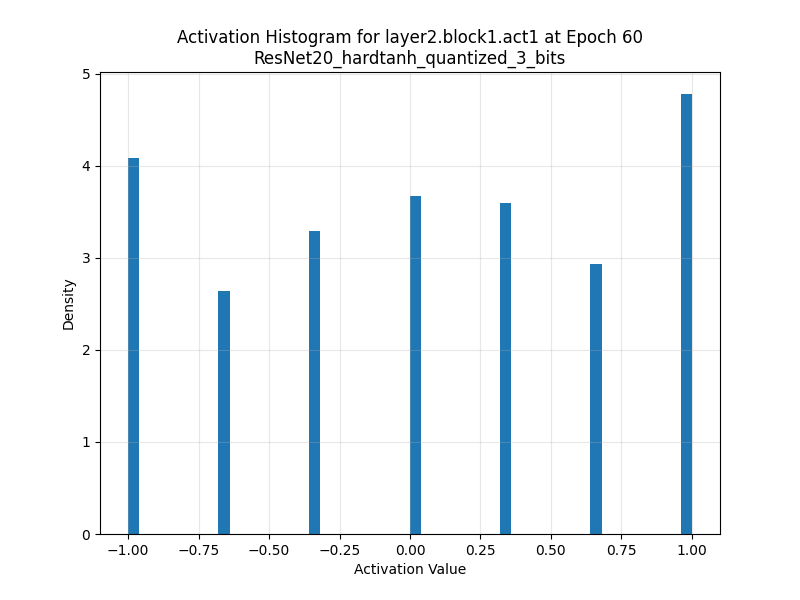 Activation Histogram for layer2.block1.act1 at Epoch 60
ResNet20_hardtanh_quantized_3_bits
5
4
3
2
1
0
Density
−1.00 −0.75 −0.50 −0.25 0.00 0.25 0.50 0.75 1.00
Activation Value